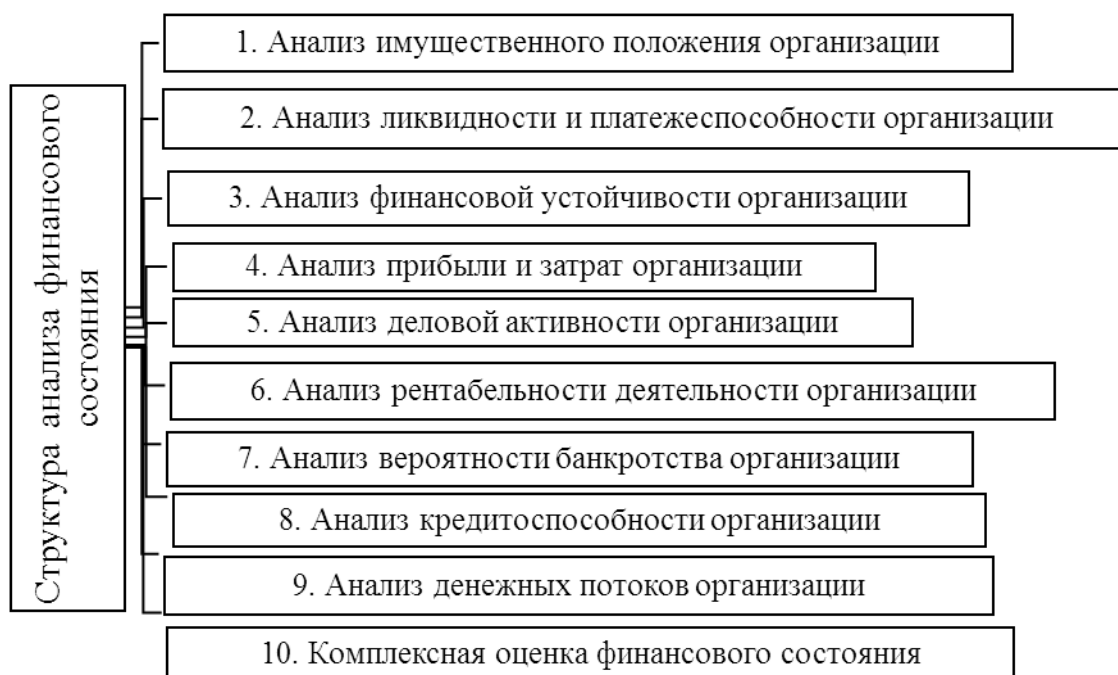 Структура анализа финансового
состояния
1. Анализ имущественного положения организации
2. Анализ ликвидности и платежеспособности организации
3. Анализ финансовой устойчивости организации
4. Анализ прибыли и затрат организации
5. Анализ деловой активности организации
6. Анализ рентабельности деятельности организации
7. Анализ вероятности банкротства организации
8. Анализ кредитоспособности организации
9. Анализ денежных потоков организации
10. Комплексная оценка финансового состояния